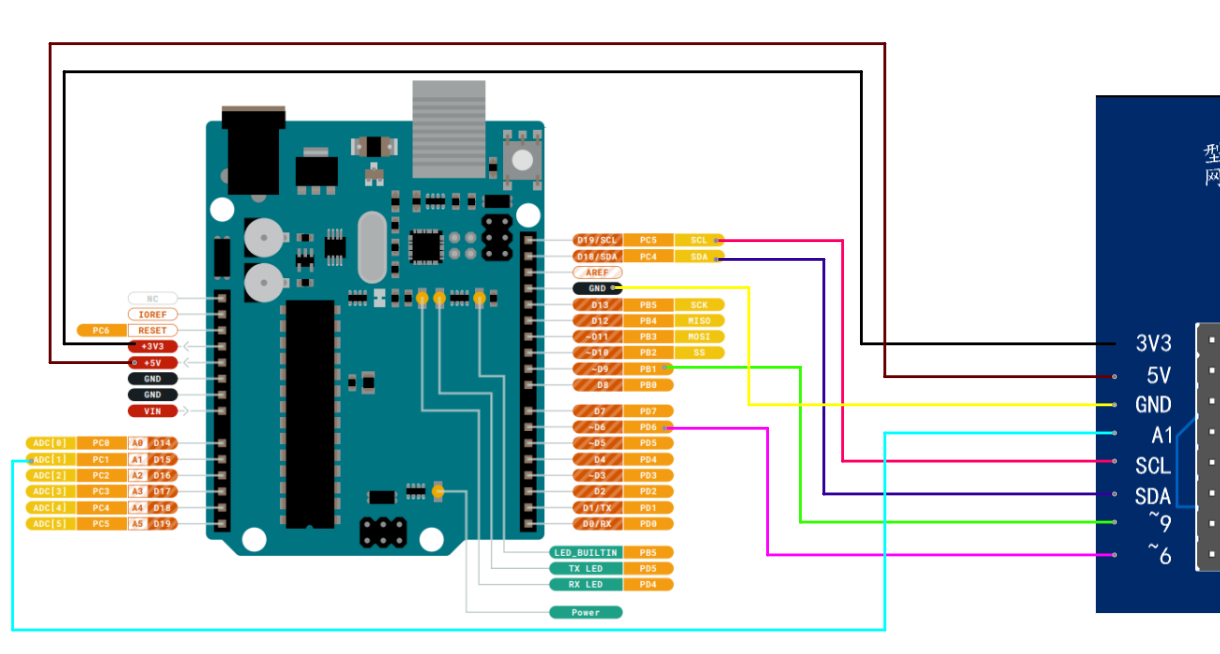 型
网
D19/SCL PC5 SCL
D18/SDA PC4 SDA
AREF
GND
D13 PB5 SCK
D12 PB4 MISO
~D11 PB3 MOSI
~D10 PB2 SS
~D9 PB1
D8 PB0
D7 PD7
~D6 PD6
~D5 PD5
D4 PD4
~D3 PD3
D2 PD2
D1/TX PD1
D0/RX PD0
NC
IOREF
PC6 RESET
+3V3
+5V
GND
GND
VIN
ADC[0] PC0 A0 D14
ADC[1] PC1 A1 D15
ADC[2] PC2 A2 D16
ADC[3] PC3 A3 D17
ADC[4] PC4 A4 D18
ADC[5] PC5 A5 D19
LED_BUILTIN PB5
TX LED PD5
RX LED PD4
Power
3V3
5V
GND
A1
SCL
SDA
~9
~6